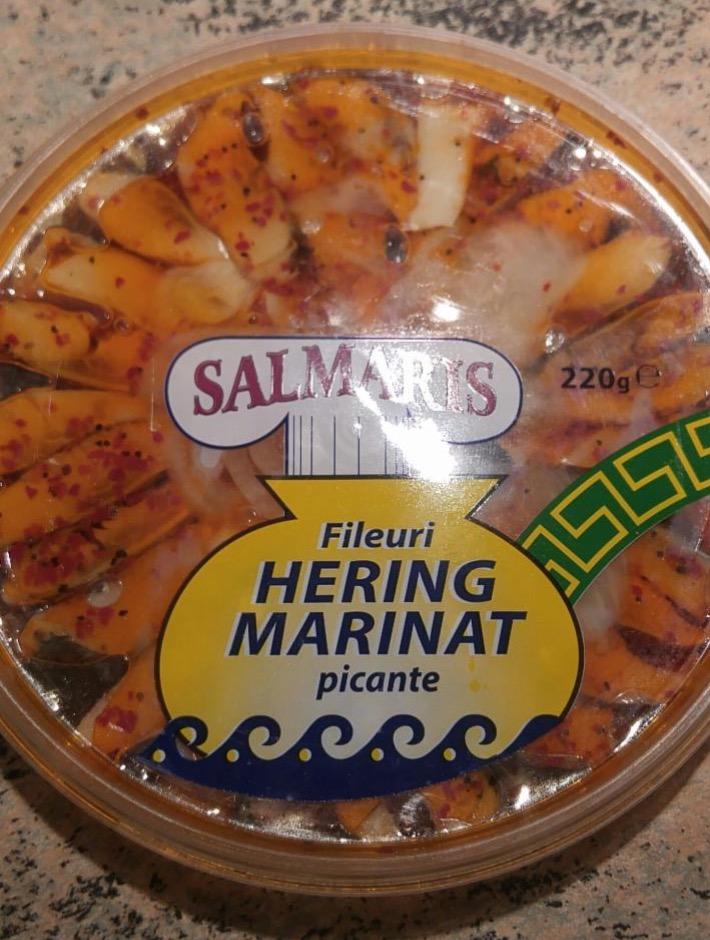 SALMARIS
220g e
Fileuri
HERING
MARINAT
picante